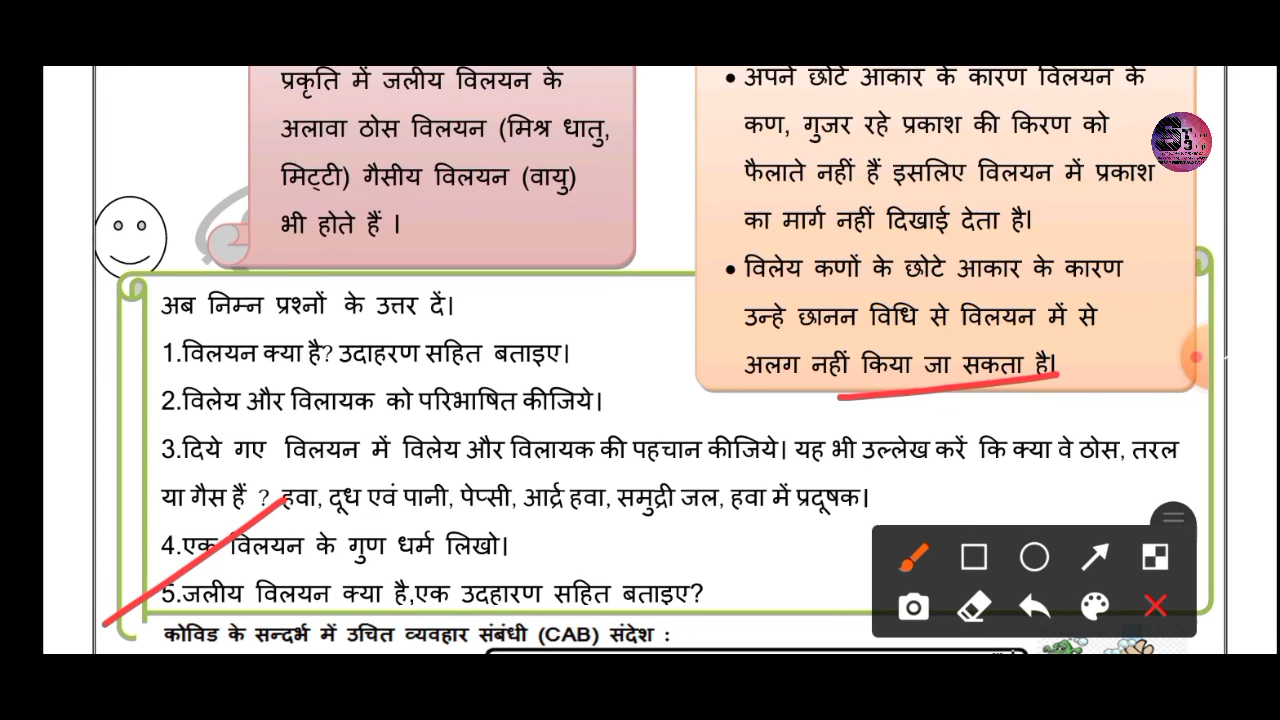 प्रकृति में जलीय विलयन के
अलावा ठोस विलयन (मिश्र धातु,
मिट्टी) गैसीय विलयन (वायु)
भी होते हैं ।
• अपने छोटे आकार के कारण विलयन के
कण, गुजर रहे प्रकाश की किरण को
फैलाते नहीं हैं इसलिए विलयन में प्रकाश
का मार्ग नहीं दिखाई देता है।
• विलेय कणों के छोटे आकार के कारण
उन्हे छानन विधि से विलयन में से
अलग नहीं किया जा सकता है।
अब निम्न प्रश्नों के उत्तर दें।
1.विलयन क्या है? उदाहरण सहित बताइए।
2.विलेय और विलायक को परिभाषित कीजिये।
3.दिये गए विलयन में विलेय और विलायक की पहचान कीजिये। यह भी उल्लेख करें कि क्या वे ठोस, तरल
या गैस हैं ? हवा, दूध एवं पानी, पेप्सी, आर्द्र हवा, समुद्री जल, हवा में प्रदूषक।
4.एक विलयन के गुण धर्म लिखो।
5.जलीय विलयन क्या है,एक उदहारण सहित बताइए?
कोविड के सन्दर्भ में उचित व्यवहार संबंधी (CAB) संदेश :